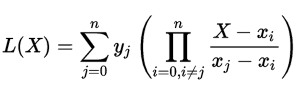 L(X) = \sum_{j=0}^{n} y_j \left( \prod_{i=0, i \neq j}^{n} \frac{X - x_i}{x_j - x_i} \right)